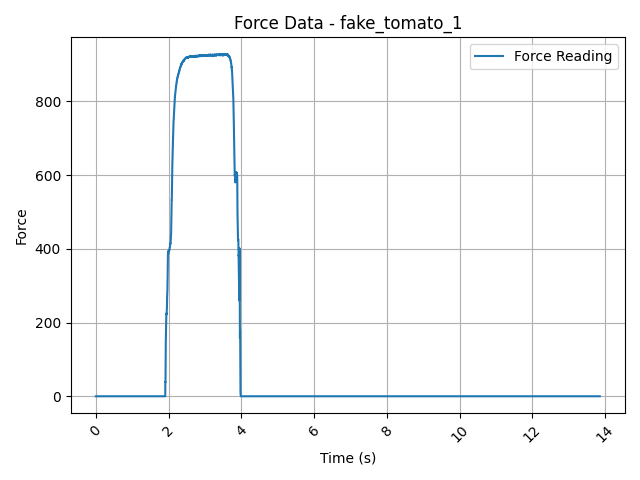 Force Data - fake_tomato_1
Force Reading
Force
800
600
400
200
0
0 2 4 6 8 10 12 14
Time (s)